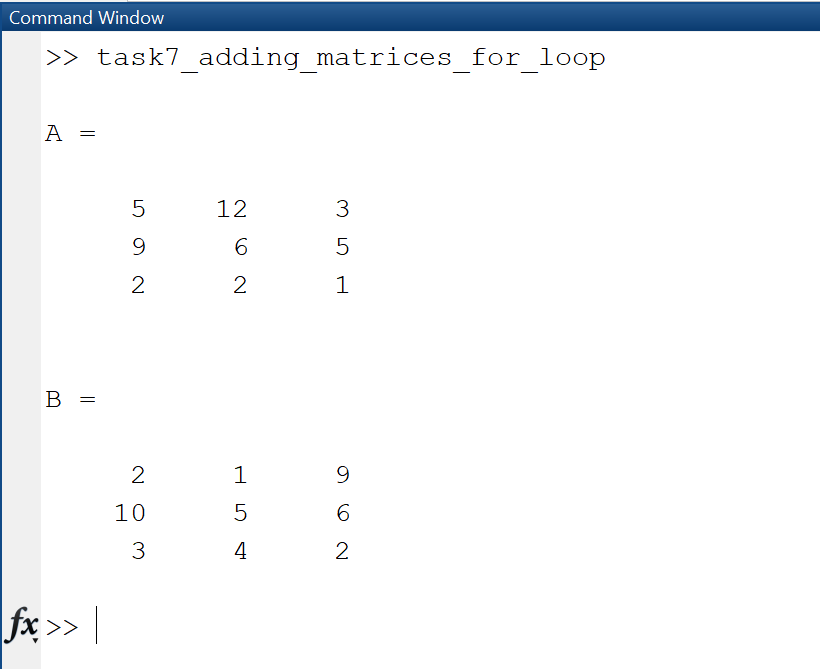 Command Window
>> task7_adding_matrices_for_loop
A =
5 12 3
9 6 5
2 2 1
B =
2 1 9
10 5 6
3 4 2
fx >>